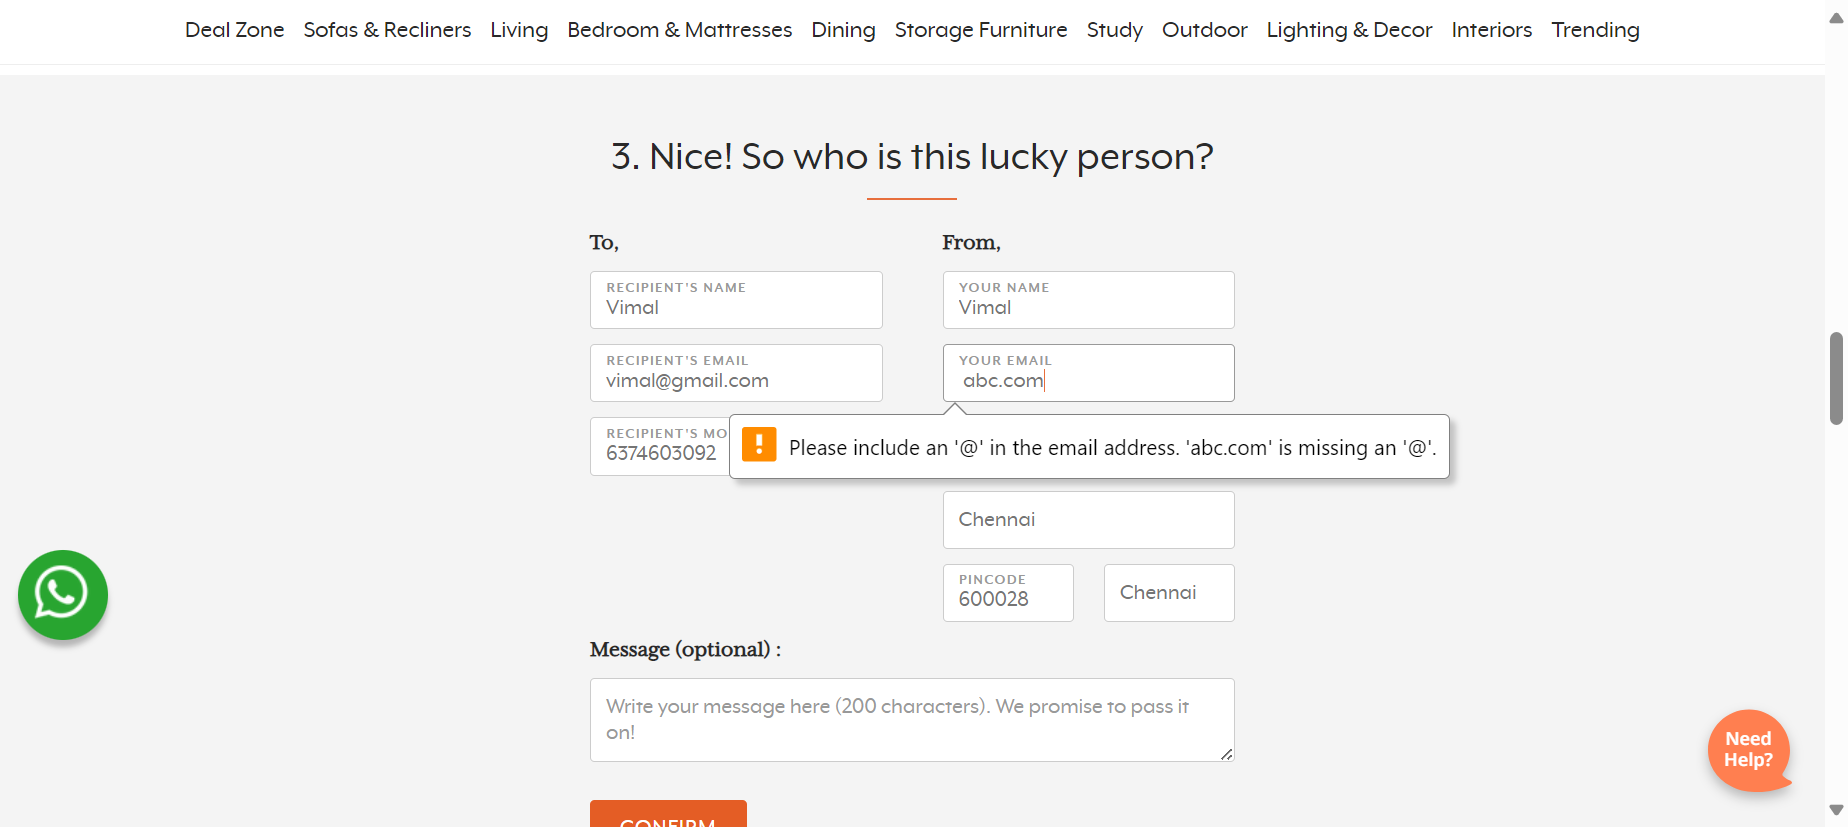 Deal Zone Sofas & Recliners Living Bedroom & Mattresses Dining Storage Furniture Study Outdoor Lighting & Decor Interiors Trending
3. Nice! So who is this lucky person?
To,
From,
RECIPIENT'S NAME
Vimal
YOUR NAME
Vimal
RECIPIENT'S EMAIL
vimal@gmail.com
YOUR EMAIL
abc.com
RECIPIENT'S MO
6374603092
Please include an '@' in the email address. 'abc.com' is missing an '@'.
Chennai
PINCODE
600028
Chennai
Message (optional) :
Write your message here (200 characters). We promise to pass it
on!
Need
Help?
CONFIRM